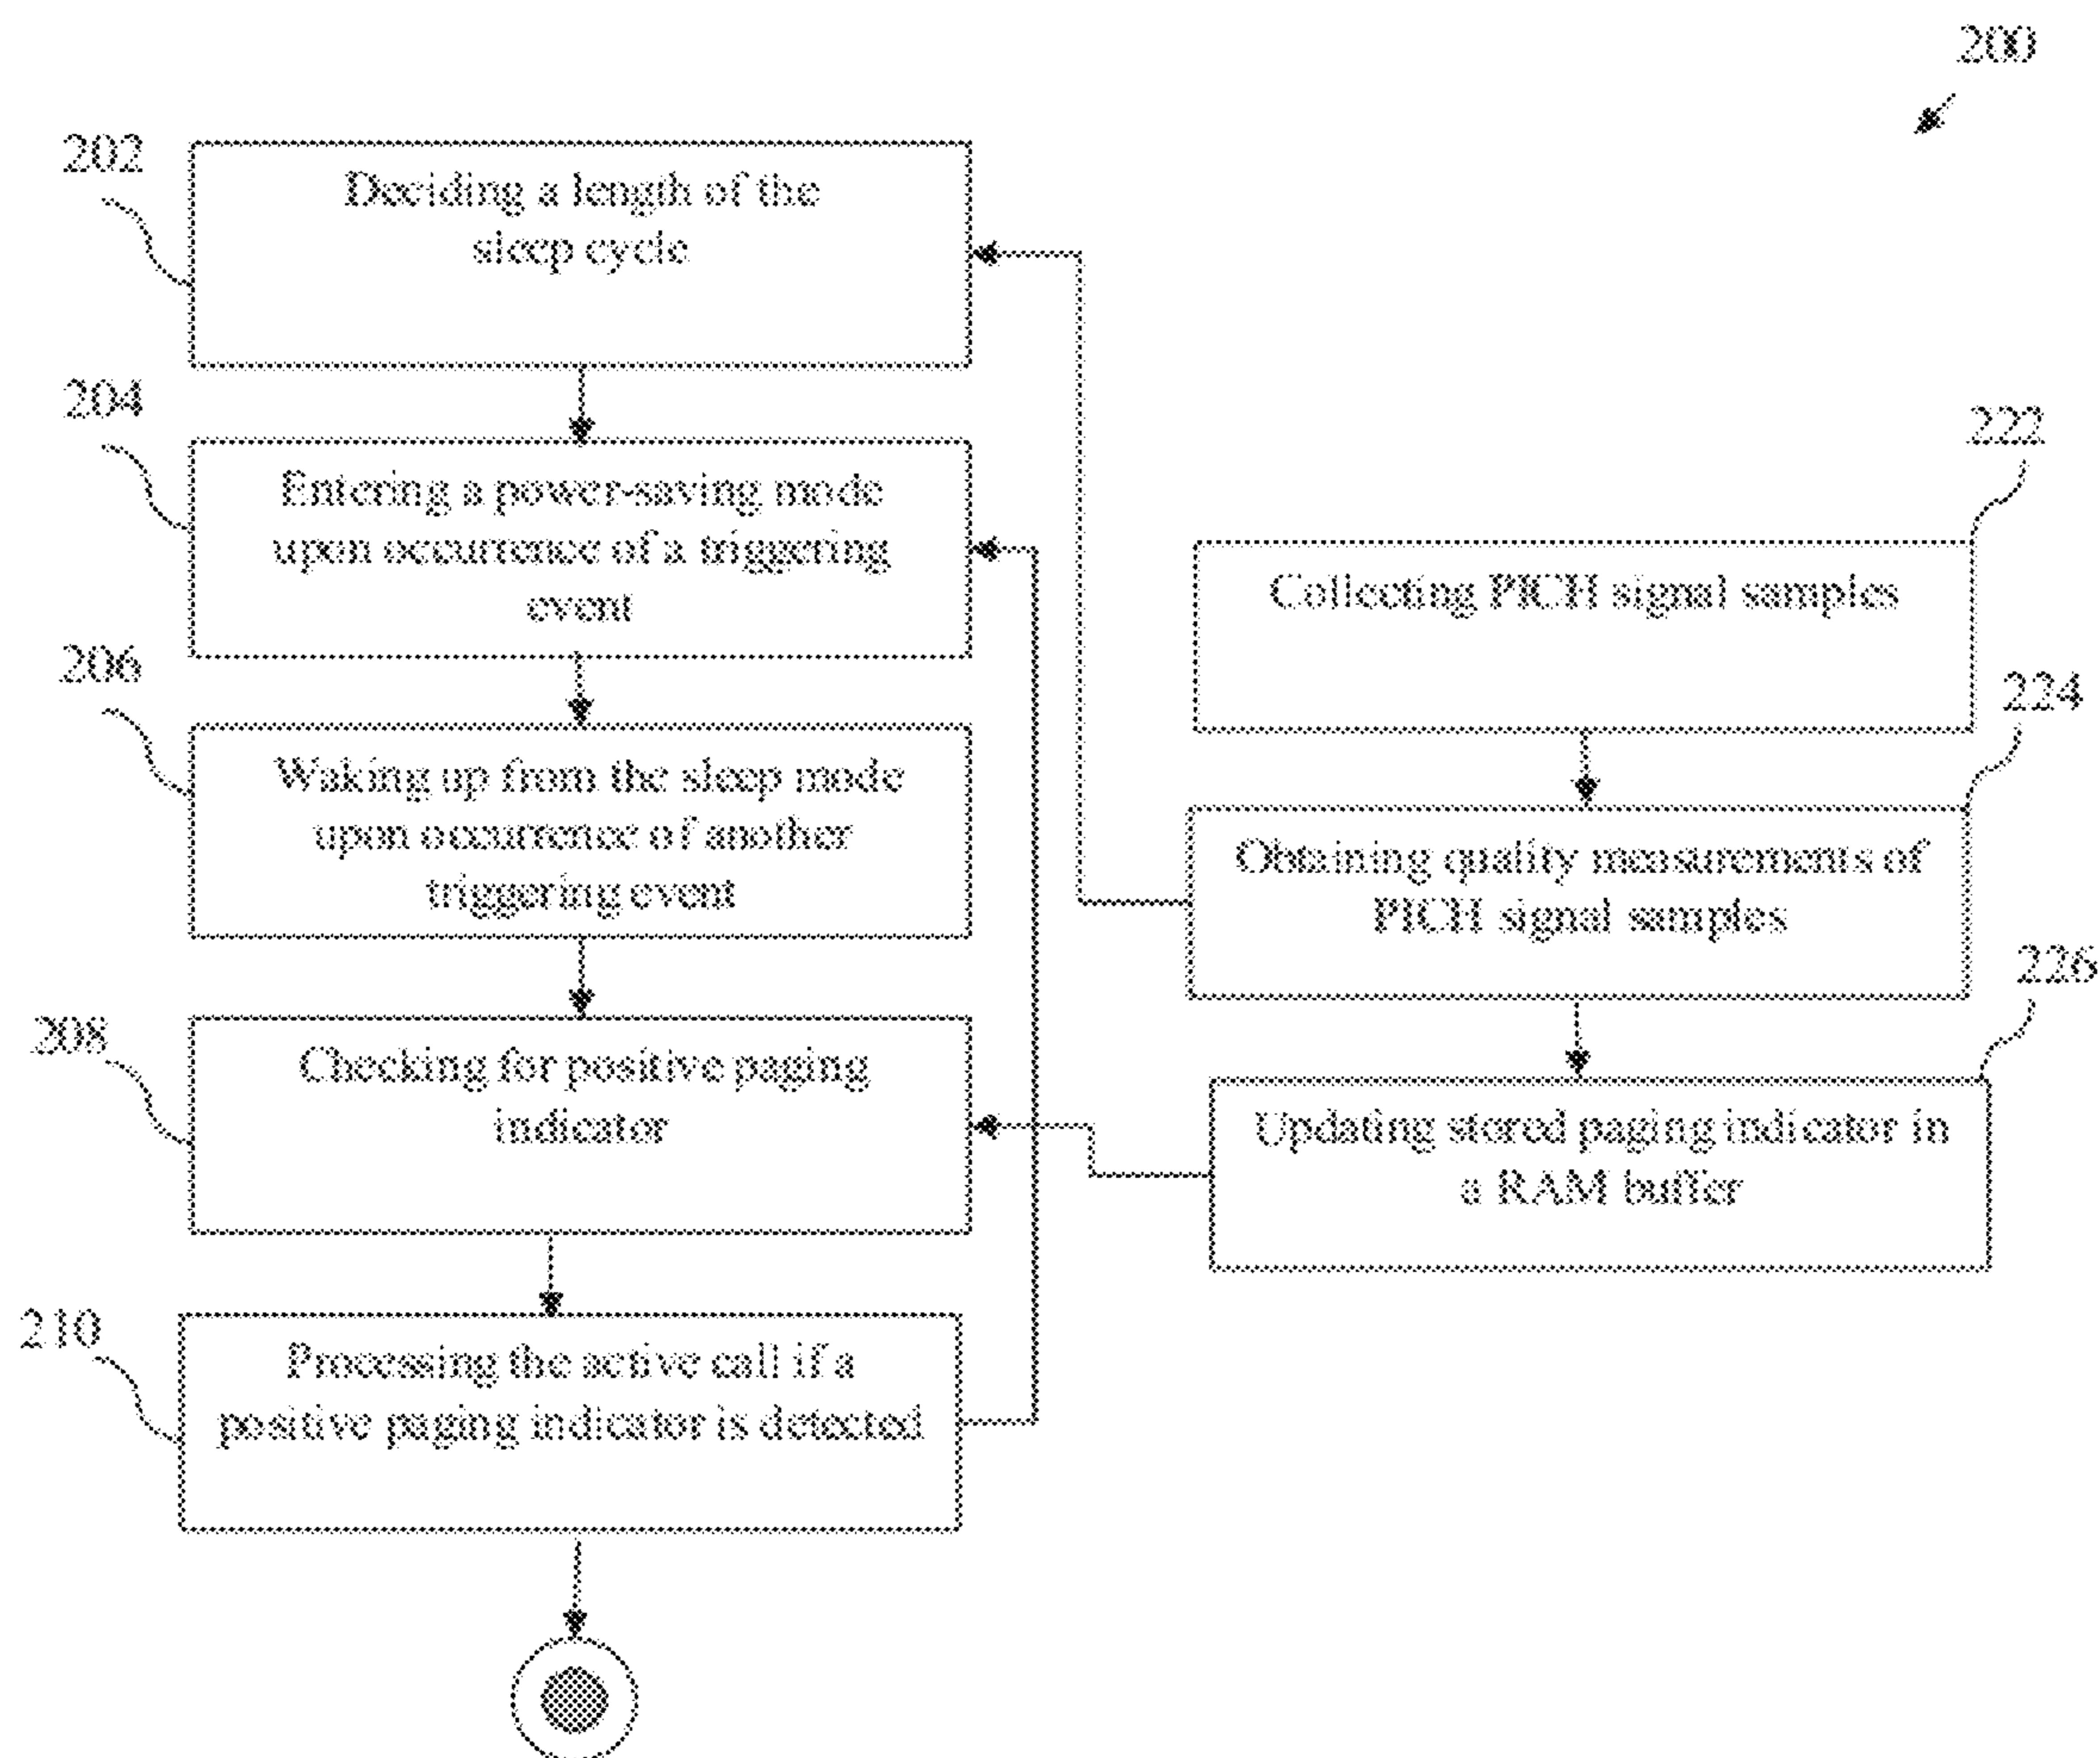 200
202
Deciding a length of the
sleep cycle
204
Entering a power-saving mode
upon occurrence of a triggering
event
206
Waking up from the sleep mode
upon occurrence of another
triggering event
208
Checking for positive paging
indicator
210
Processing the active call if a
positive paging indicator is detected
222
Collecting PICH signal samples
224
Obtaining quality measurements of
PICH signal samples
226
Updating stored paging indicator in
a RAM buffer